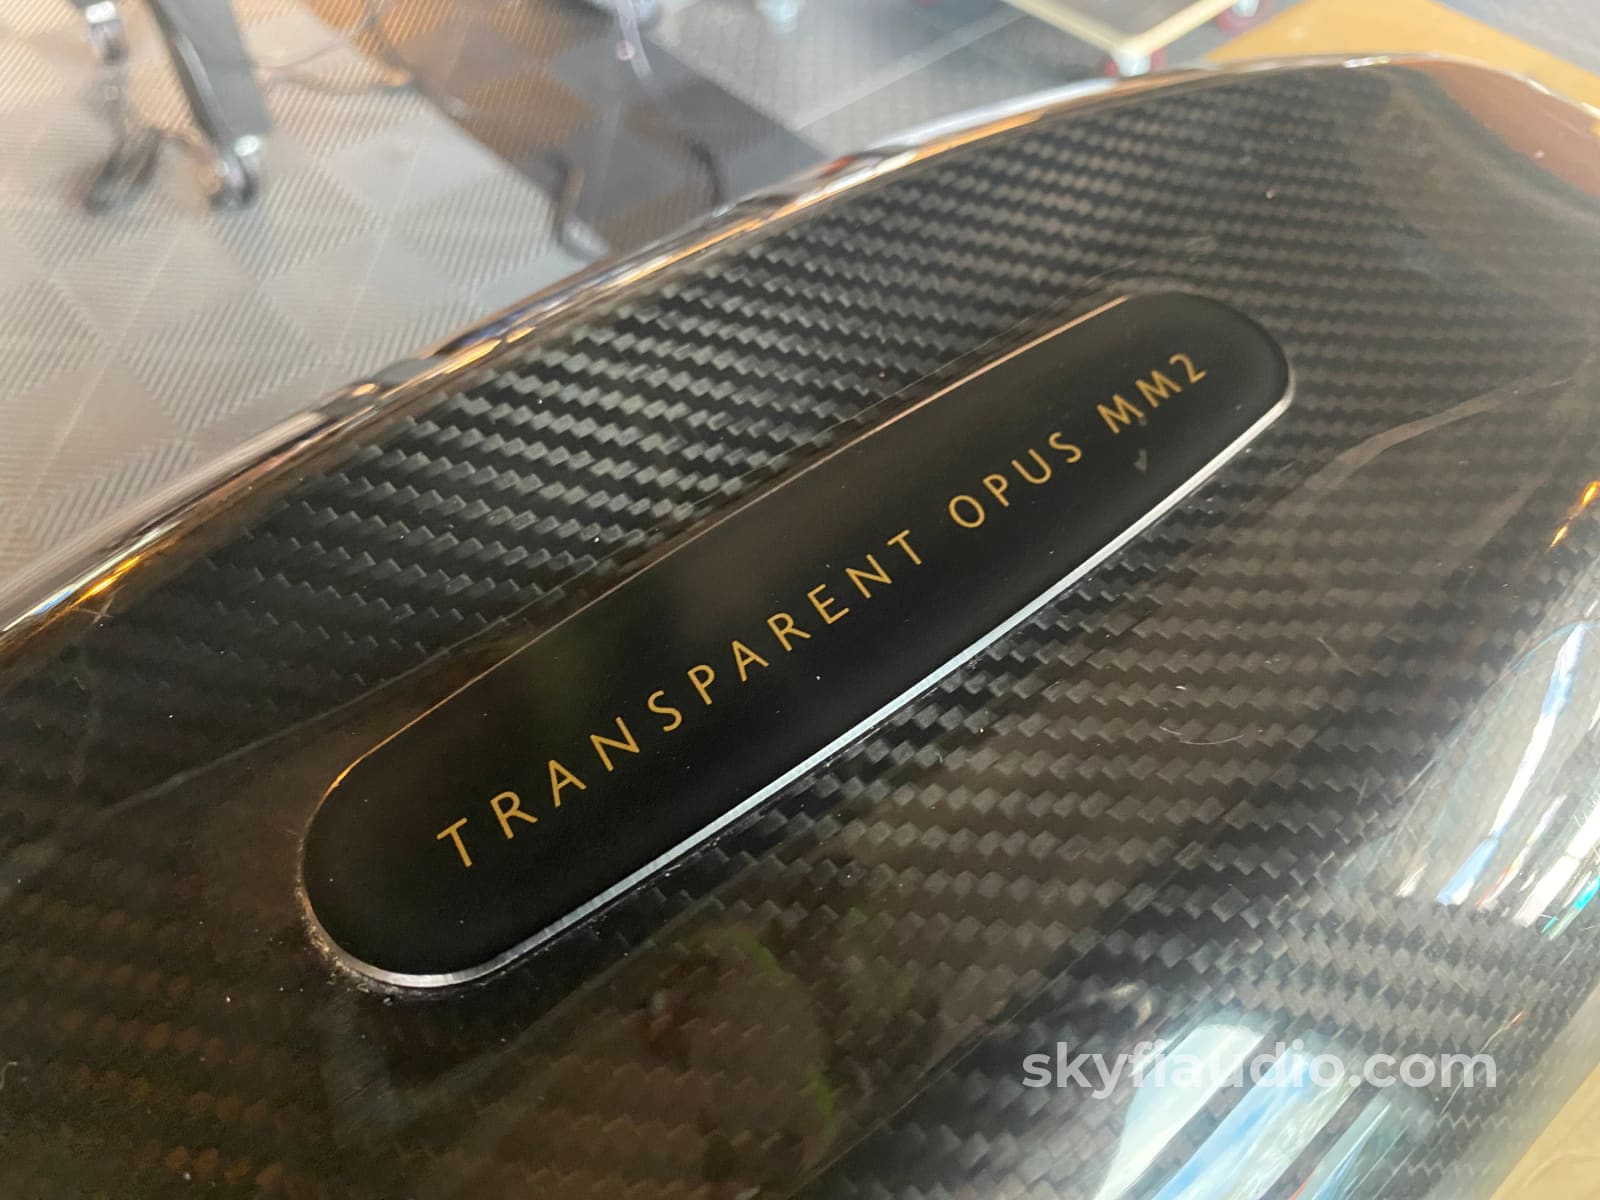 TRANSPARENT OPUS MM2
skyfiaudio.com